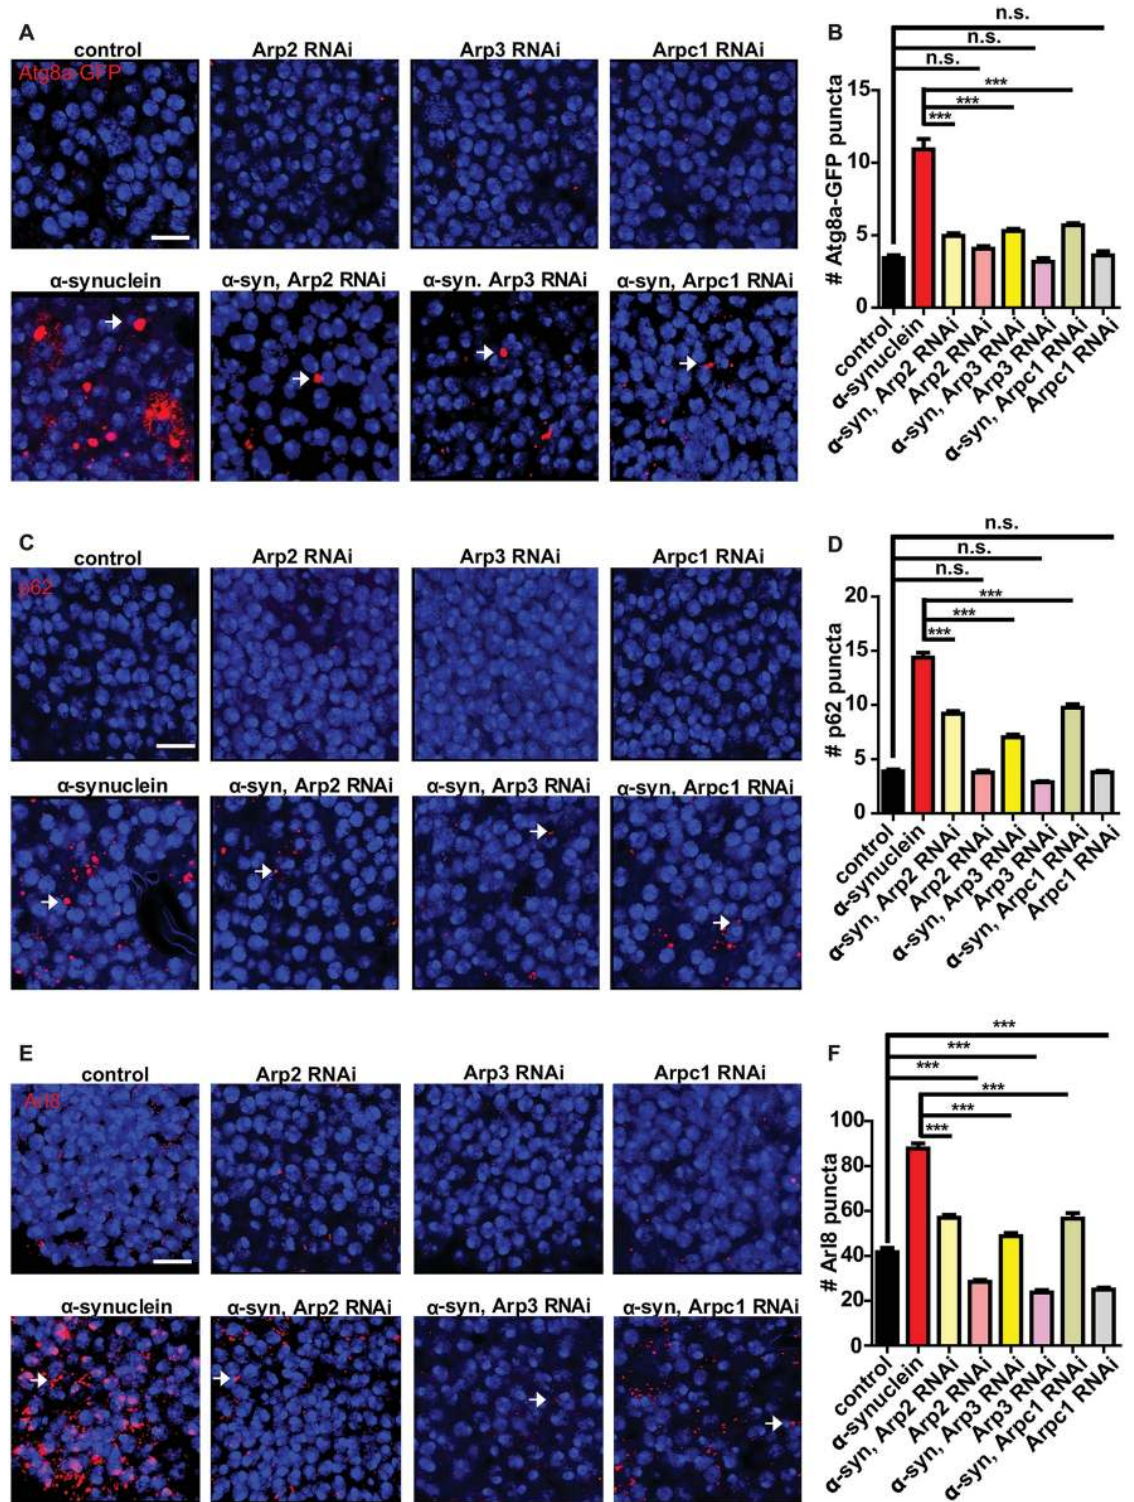 A
control
Arp2 RNAi
Arp3 RNAi
Arpc1 RNAi
Atg8a-GFP
α-synuclein
α-syn, Arp2 RNAi
α-syn. Arp3 RNAi
α-syn, Arpc1 RNAi
B
n.s.
n.s.
n.s.
***
***
***
# Atg8a-GFP puncta
15
10
5
0
control
α-synuclein
α-syn, Arp2 RNAi
Arp2 RNAi
α-syn, Arp3 RNAi
Arp3 RNAi
α-syn, Arpc1 RNAi
Arpc1 RNAi
C
control
Arp2 RNAi
Arp3 RNAi
Arpc1 RNAi
p62
α-synuclein
α-syn, Arp2 RNAi
α-syn, Arp3 RNAi
α-syn, Arpc1 RNAi
D
n.s.
n.s.
n.s.
***
***
***
# p62 puncta
20
15
10
5
0
control
α-synuclein
α-syn, Arp2 RNAi
Arp2 RNAi
α-syn, Arp3 RNAi
Arp3 RNAi
α-syn, Arpc1 RNAi
Arpc1 RNAi
E
control
Arp2 RNAi
Arp3 RNAi
Arpc1 RNAi
Arl8
α-synuclein
α-syn, Arp2 RNAi
α-syn, Arp3 RNAi
α-syn, Arpc1 RNAi
F
***
***
***
***
***
***
# Arl8 puncta
100
80
60
40
20
0
control
α-synuclein
α-syn, Arp2 RNAi
Arp2 RNAi
α-syn, Arp3 RNAi
Arp3 RNAi
α-syn, Arpc1 RNAi
Arpc1 RNAi